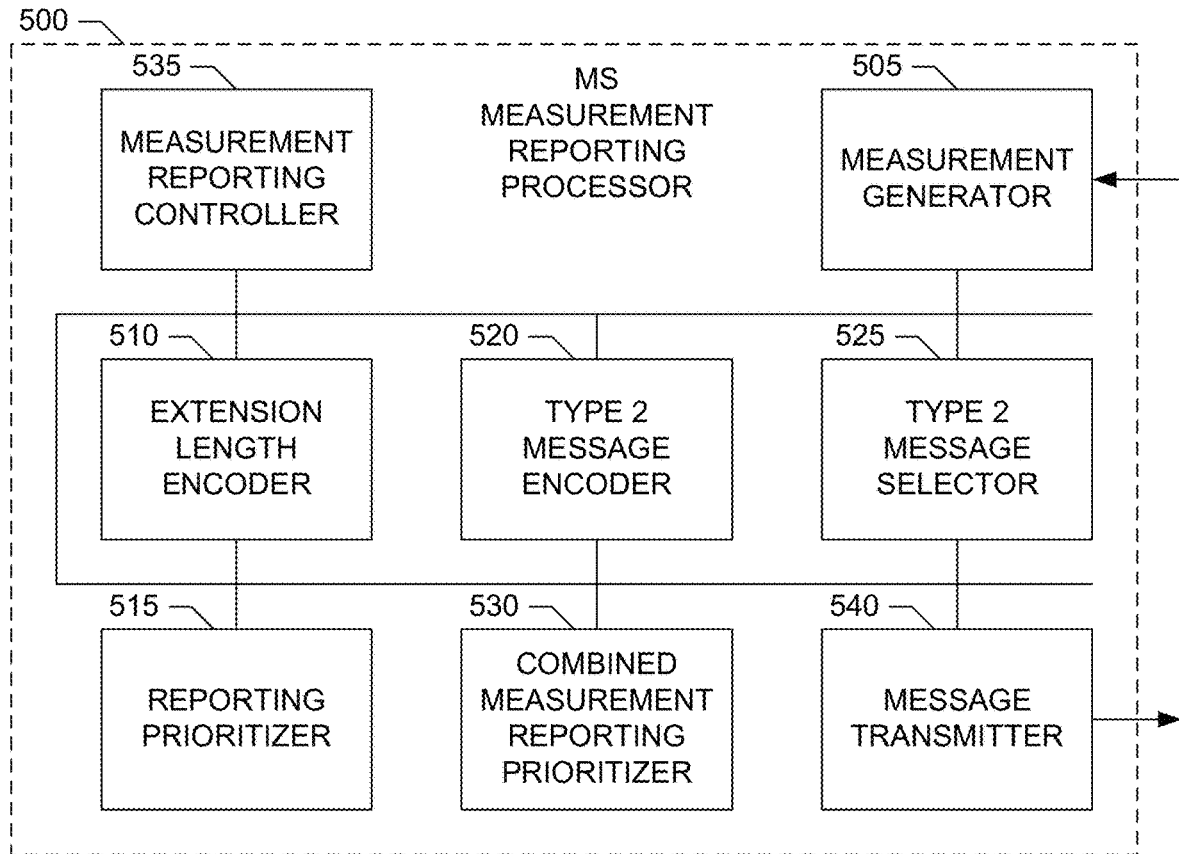 500
535
MEASUREMENT
REPORTING
CONTROLLER
MS
MEASUREMENT
REPORTING
PROCESSOR
505
MEASUREMENT
GENERATOR
510
EXTENSION
LENGTH
ENCODER
520
TYPE 2
MESSAGE
ENCODER
525
TYPE 2
MESSAGE
SELECTOR
515
REPORTING
PRIORITIZER
530
COMBINED
MEASUREMENT
REPORTING
PRIORITIZER
540
MESSAGE
TRANSMITTER